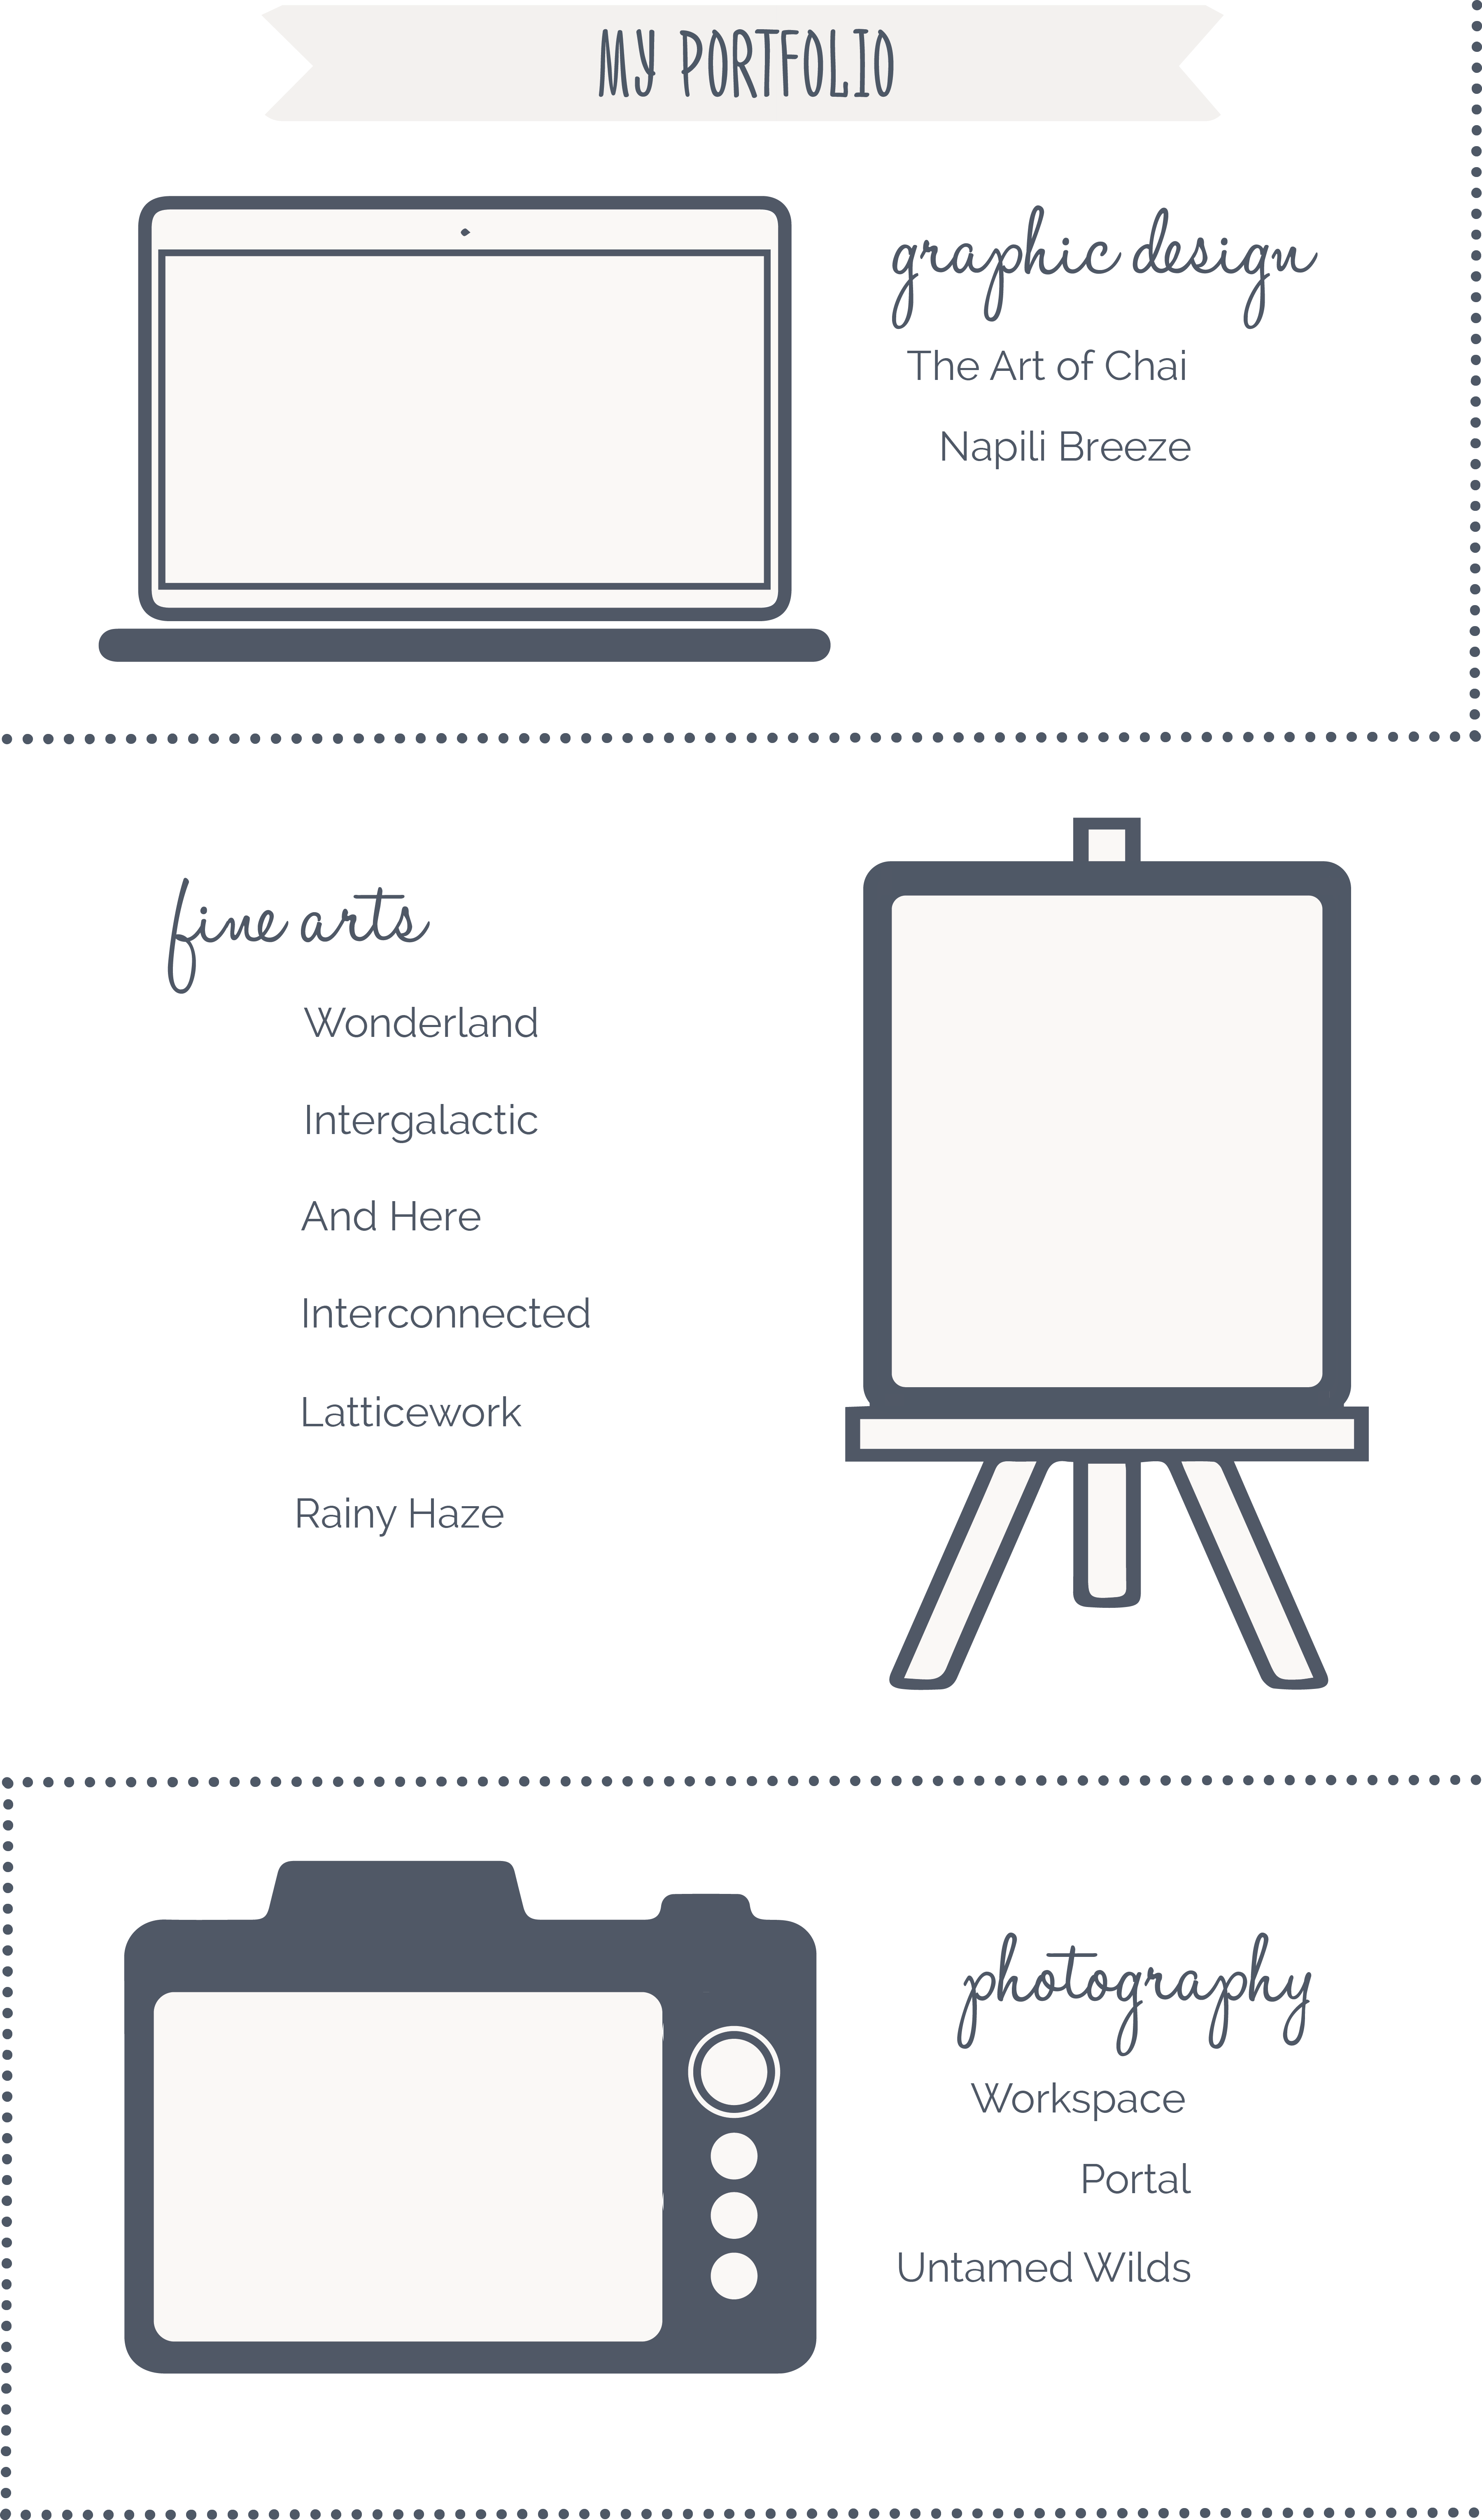 MY PORTFOLIO
graphic design
The Art of Chai
Napili Breeze
fine arts
Wonderland
Intergalactic
And Here
Interconnected
Latticework
Rainy Haze
photography
Workspace
Portal
Untamed Wilds